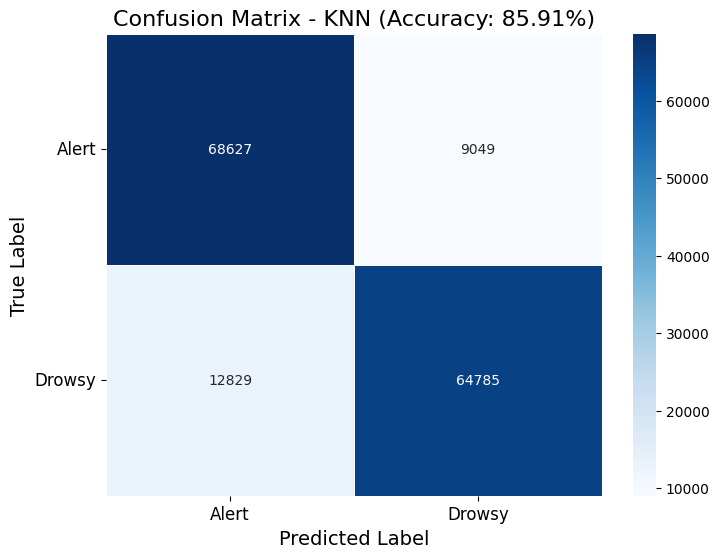 Confusion Matrix - KNN (Accuracy: 85.91%)
True Label
Alert
68627
9049
Drowsy
12829
64785
Alert
Drowsy
Predicted Label
60000
50000
40000
30000
20000
10000